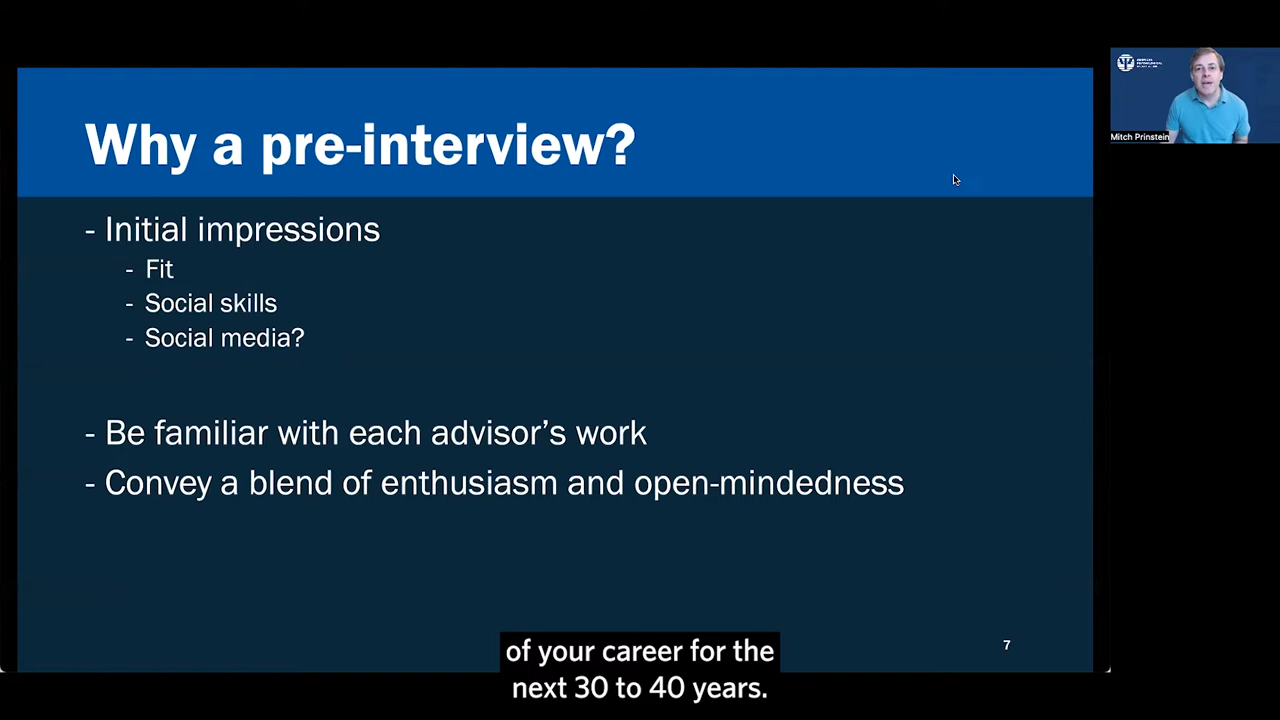 Why a pre-interview?
- Initial impressions
- Fit
- Social skills
- Social media?
- Be familiar with each advisor's work
- Convey a blend of enthusiasm and open-mindedness
7
Mitch Prinstein
of your career for the
next 30 to 40 years.